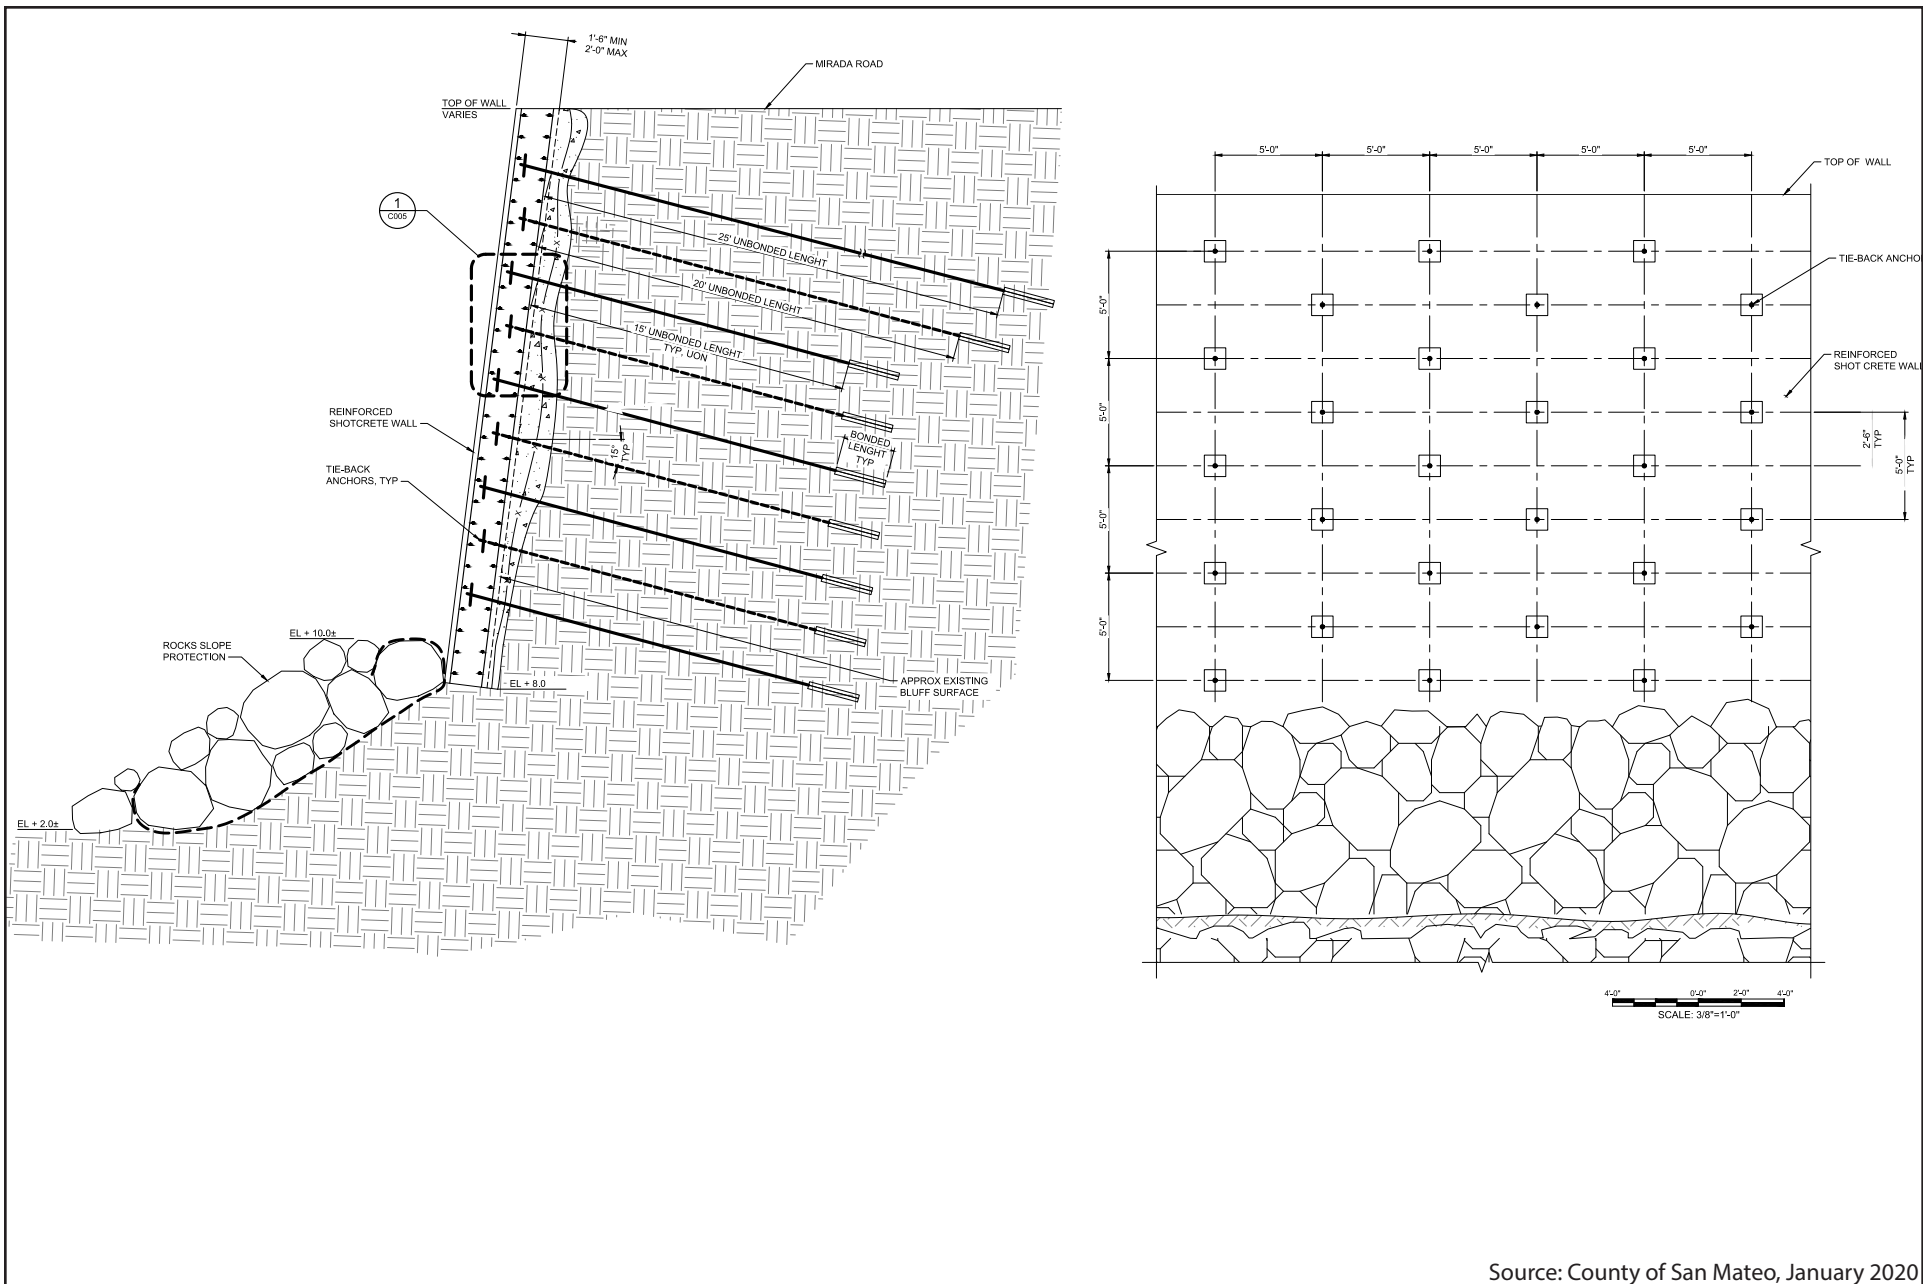 1'-6" MIN
2'-0" MAX
MIRADA ROAD
TOP OF WALL
VARIES
1
C005
25' UNBONDED LENGHT
20' UNBONDED LENGHT
15' UNBONDED LENGHT
TYP, UON
REINFORCED
SHOTCRETE WALL
15°
TYP
BONDED
LENGHT
TYP
TIE-BACK
ANCHORS, TYP
EL + 10.0±
ROCKS SLOPE
PROTECTION
EL + 8.0
APPROX EXISTING
BLUFF SURFACE
EL + 2.0±
5'-0"
5'-0"
5'-0"
5'-0"
5'-0"
TOP OF WALL
TIE-BACK ANCHO
5'-0"
5'-0"
5'-0"
5'-0"
REINFORCED
SHOT CRETE WALL
2'-6"
TYP
5'-0"
TYP
4'-0" 0'-0" 2'-0" 4'-0"
SCALE: 3/8"=1'-0"
Source: County of San Mateo, January 2020